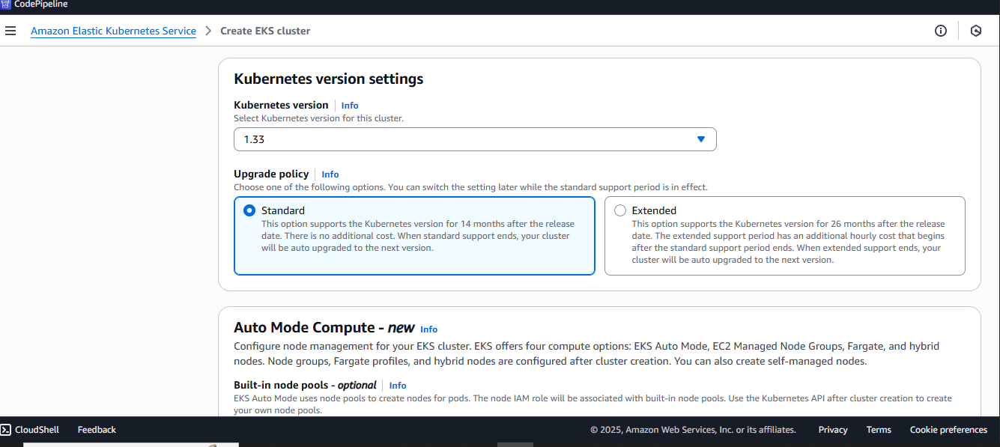 CodePipeline
Amazon Elastic Kubernetes Service > Create EKS cluster
Kubernetes version settings
Kubernetes version Info
Select Kubernetes version for this cluster.
1.33
Upgrade policy Info
Choose one of the following options. You can switch the setting later while the standard support period is in effect.
Standard
This option supports the Kubernetes version for 14 months after the release
date. There is no additional cost. When standard support ends, your cluster
will be auto upgraded to the next version.
Extended
This option supports the Kubernetes version for 26 months after the release
date. The extended support period has an additional hourly cost that begins
after the standard support period ends. When extended support ends, your
cluster will be auto upgraded to the next version.
Auto Mode Compute - new Info
Configure node management for your EKS cluster. EKS offers four compute options: EKS Auto Mode, EC2 Managed Node Groups, Fargate, and hybrid
nodes. Node groups, Fargate profiles, and hybrid nodes are configured after cluster creation. You can also create self-managed nodes.
Built-in node pools - optional Info
EKS Auto Mode uses node pools to create nodes for pods. The node IAM role will be associated with built-in node pools. Use the Kubernetes API after cluster creation to create
your own node pools.
CloudShell Feedback © 2025, Amazon Web Services, Inc. or its affiliates. Privacy Terms Cookie preferences